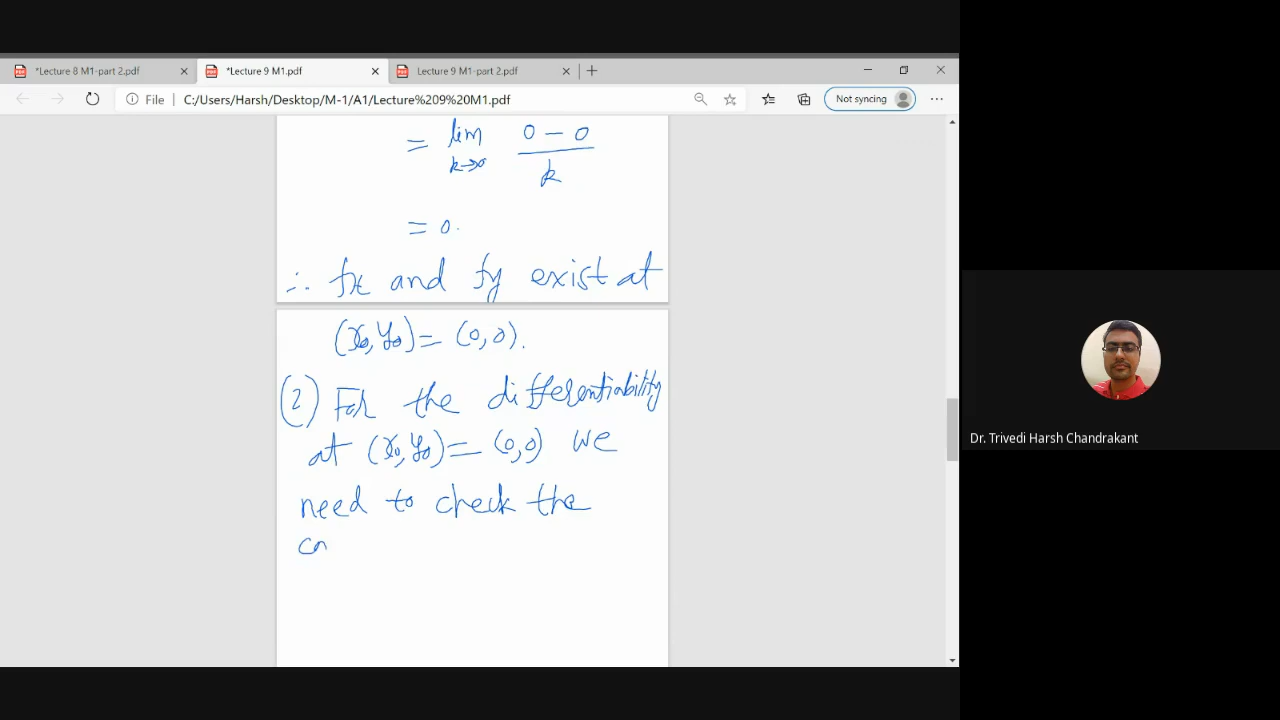 *Lecture 8 M1-part 2.pdf
*Lecture 9 M1.pdf
Lecture 9 M1-part 2.pdf
File
C:/Users/Harsh/Desktop/M-1/A1/Lecture%209%20M1.pdf
Not syncing
= lim 0 - 0
k→0 k
= 0.
∴ fx and fy exist at
(x₀, y₀) = (0, 0).
(2) For the differentiability
at (x₀, y₀) = (0, 0) we
need to check the
co
Dr. Trivedi Harsh Chandrakant